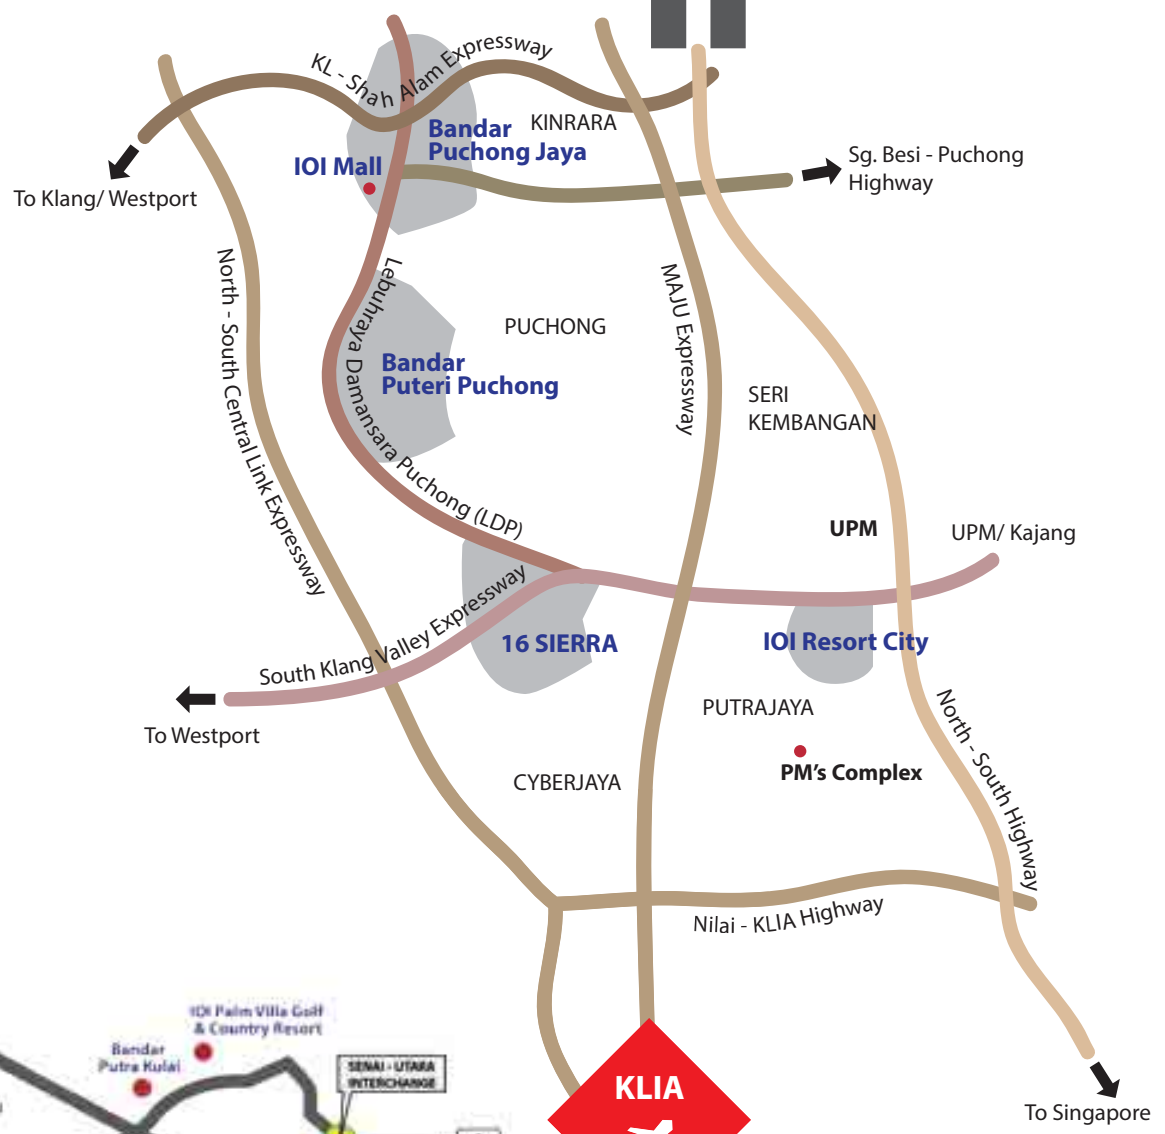 KL - Shah Alam Expressway
KINRARA
Bandar
Puchong Jaya
IOI Mall
Sg. Besi - Puchong
Highway
To Klang/ Westport
North - South Central Link Expressway
Lebuhraya Damansara Puchong (LDP)
MAJU Expressway
PUCHONG
Bandar
Puteri Puchong
SERI
KEMBANGAN
UPM
UPM/ Kajang
South Klang Valley Expressway
16 SIERRA
IOI Resort City
To Westport
PUTRAJAYA
PM's Complex
CYBERJAYA
North - South Highway
Nilai - KLIA Highway
IOI Palm Villa Golf
& Country Resort
Bandar
Putra Kulai
SENAI - UTARA
INTERCHANGE
KLIA
To Singapore